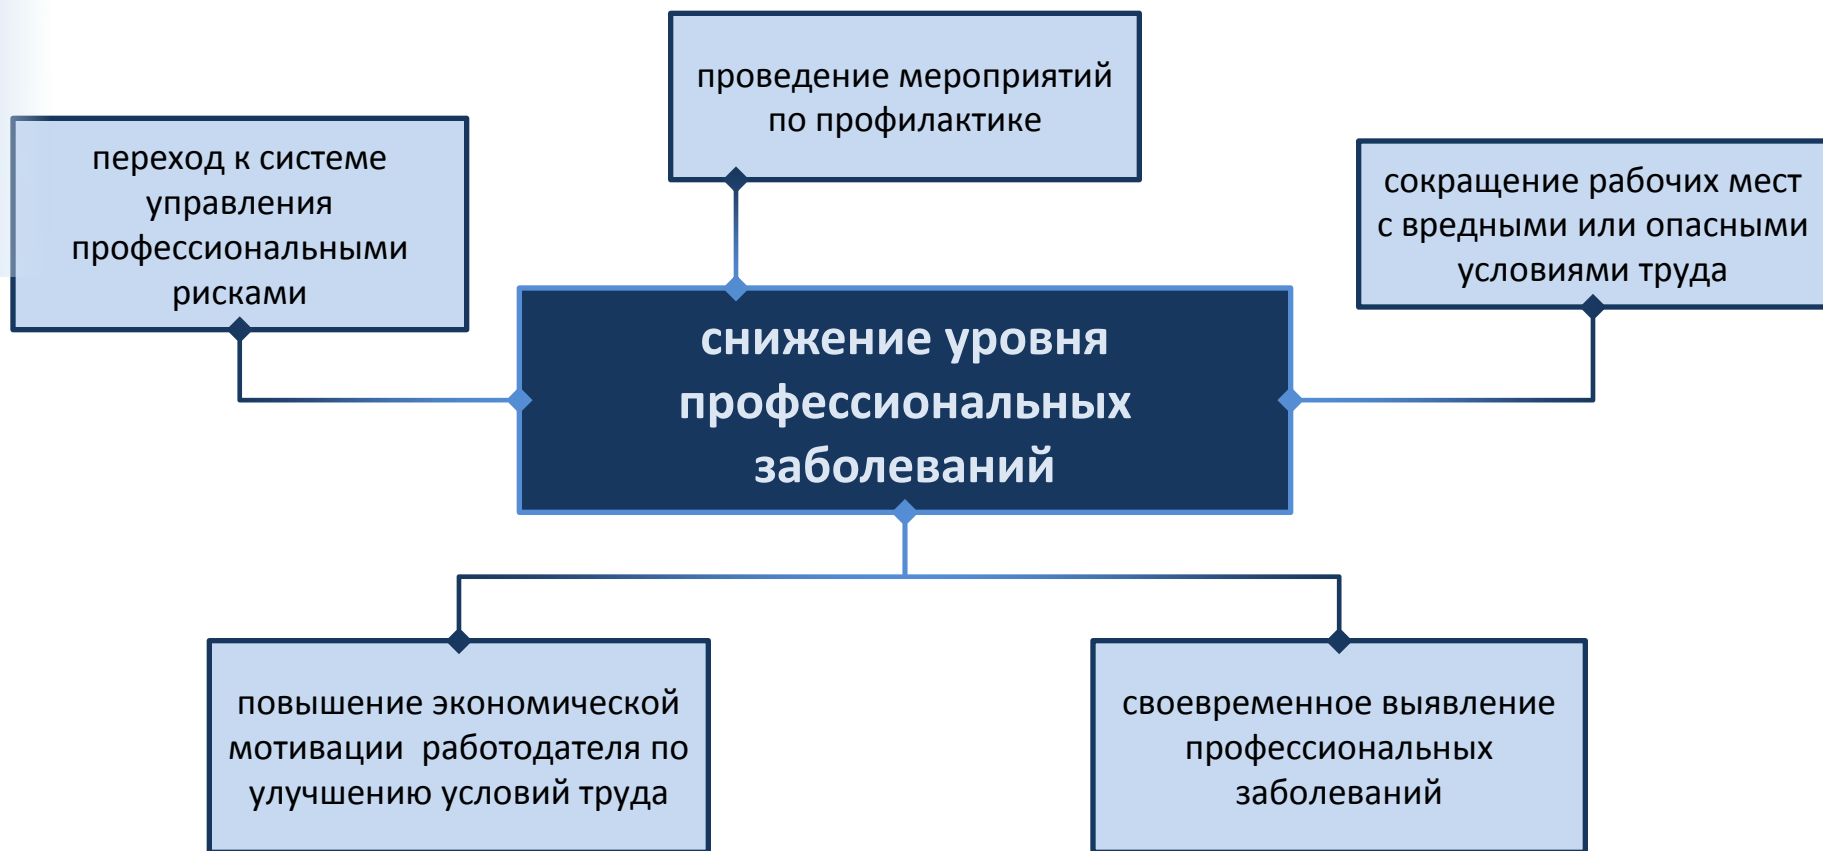 проведение мероприятий
по профилактике
переход к системе
управления
профессиональными
рисками
сокращение рабочих мест
с вредными или опасными
условиями труда
снижение уровня
профессиональных
заболеваний
повышение экономической
мотивации работодателя по
улучшению условий труда
своевременное выявление
профессиональных
заболеваний